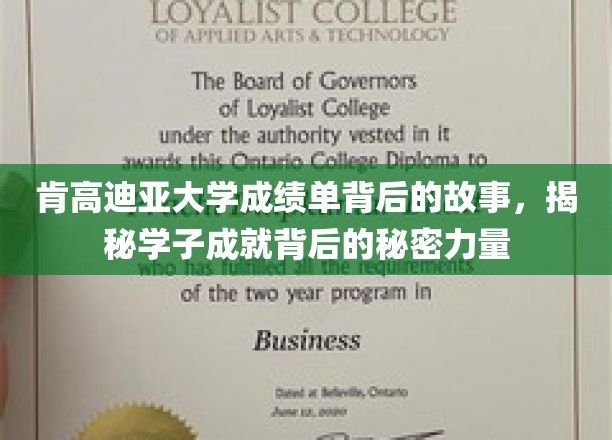 LOYALIST COLLEGE
OF APPLIED ARTS & TECHNOLOGY
The Board of Governors
of Loyalist College
under the authority vested in it
awards this Ontario College Diploma to
肯高迪亚大学成绩单背后的故事，揭
秘学子成就背后的秘密力量
who has fulfilled all the requirements
of the two year program in
Business
Dated at Belleville, Ontario
June 12, 2020